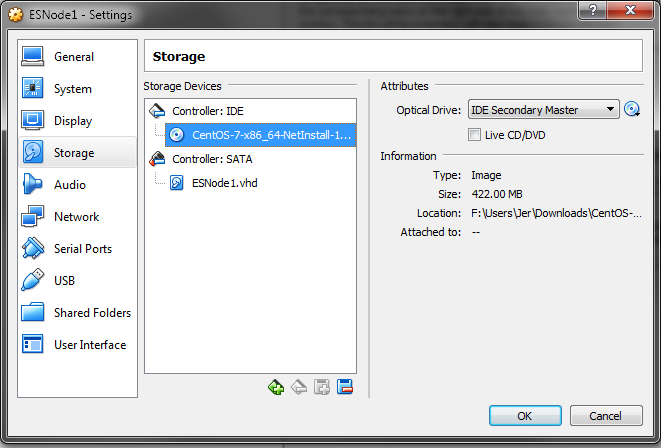 ESNode1 - Settings
General
System
Display
Storage
Audio
Network
Serial Ports
USB
Shared Folders
User Interface
Storage
Storage Devices
Controller: IDE
CentOS-7-x86_64-NetInstall-1...
Controller: SATA
ESNode1.vhd
Attributes
Optical Drive: IDE Secondary Master
Live CD/DVD
Information
Type: Image
Size: 422.00 MB
Location: F:\Users\Jer\Downloads\CentOS-...
Attached to: --
OK Cancel